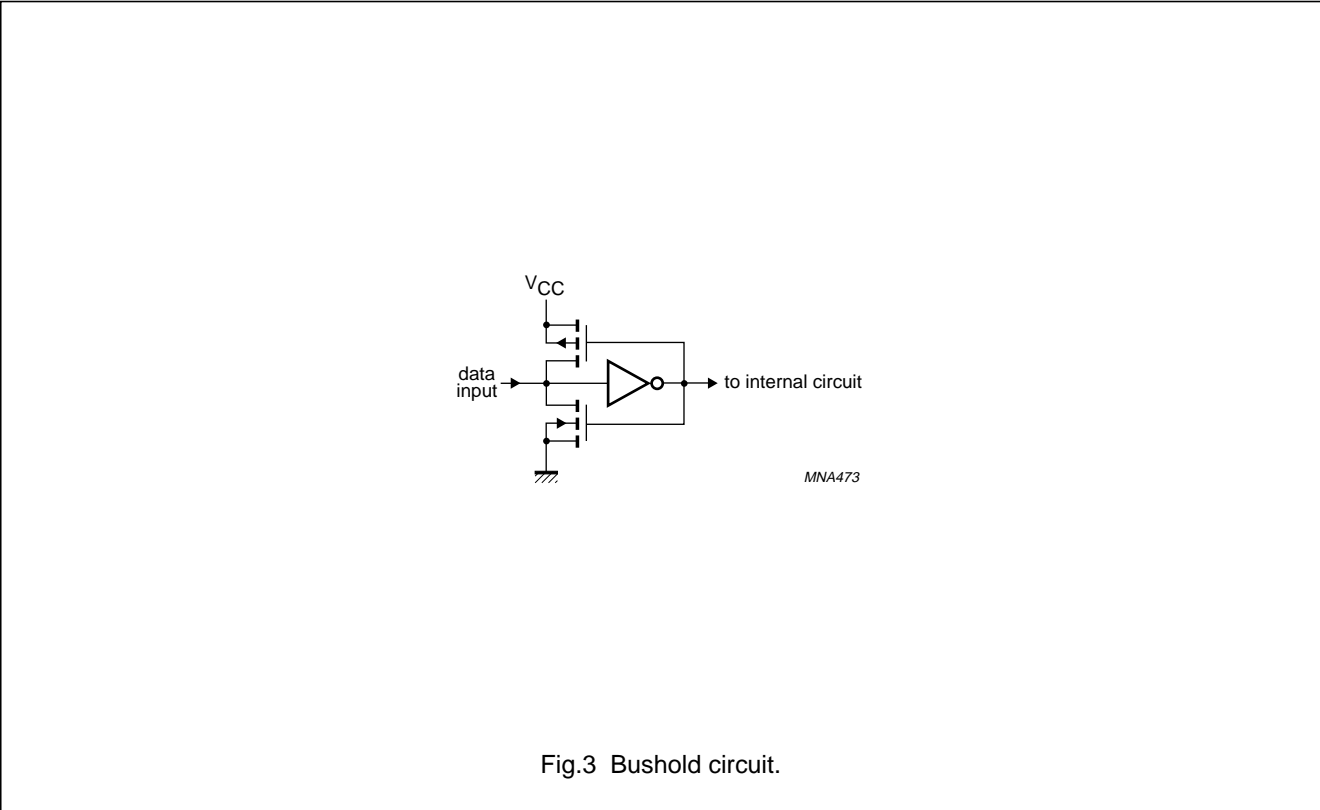 VCC
data
input
to internal circuit
MNA473
Fig.3 Bushold circuit.